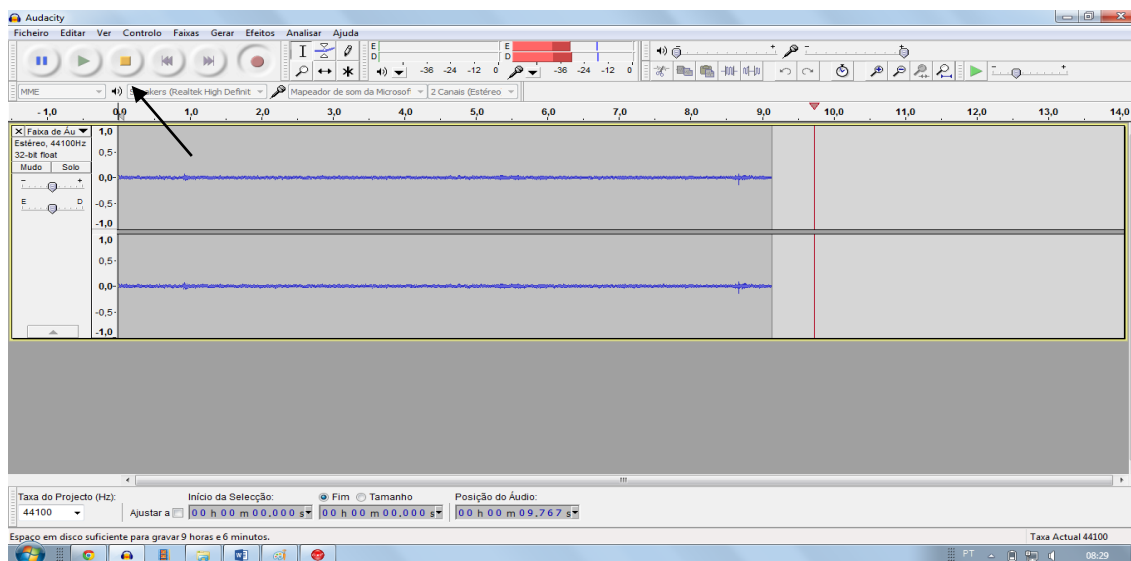 Audacity
Ficheiro Editar Ver Controlo Faixas Gerar Efeitos Analisar Ajuda
E
D
-36 -24 -12 0
E
D
-36 -24 -12 0
MME
akers (Realtek High Definit
Mapeador de som da Microsof
2 Canais (Estéreo
- 1,0 0,0 1,0 2,0 3,0 4,0 5,0 6,0 7,0 8,0 9,0 10,0 11,0 12,0 13,0 14,0
X Faixa de Áu
Estéreo, 44100Hz
32-bit float
Mudo Solo
- +
E D
1,0
0,5-
0,0-
-0,5-
-1,0
1,0
0,5-
0,0-
-0,5-
-1,0
Taxa do Projecto (Hz): Início da Selecção: Fim Tamanho Posição do Áudio:
44100 Ajustar a 00 h 00 m 00,000 s 00 h 00 m 00,000 s 00 h 00 m 09,767 s
Espaço em disco suficiente para gravar 9 horas e 6 minutos. Taxa Actual 44100
PT 08:29